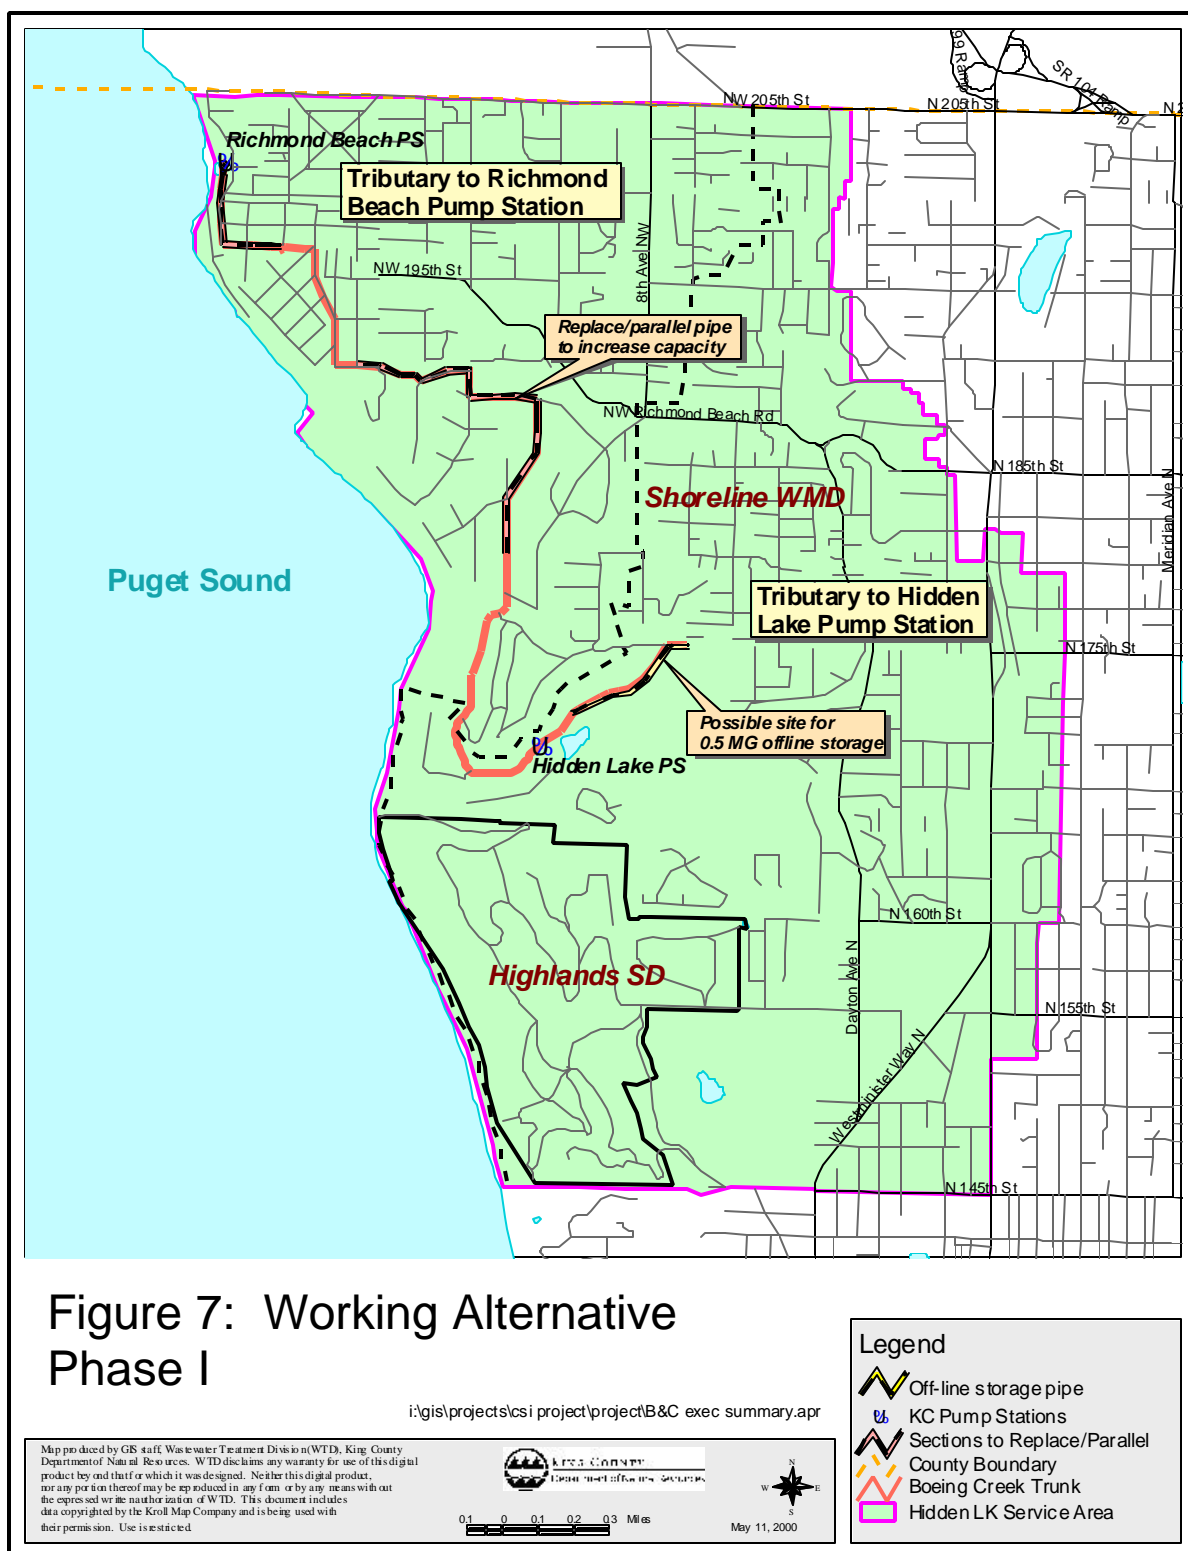 99 Ramp
SR 104 Ramp
NW 205th St
N 205th St
N 2
Richmond Beach PS
Tributary to Richmond
Beach Pump Station
8th Ave NW
NW 195th St
Replace/parallel pipe
to increase capacity
NW Richmond Beach Rd
N 185th St
Meridian Ave N
Shoreline WMD
Puget Sound
Tributary to Hidden
Lake Pump Station
N 175th St
Possible site for
0.5 MG offline storage
Hidden Lake PS
N 160th St
Highlands SD
Dayton Ave N
N 155th St
Westminister Way N
N 145th St
Figure 7: Working Alternative
Phase I
i:\gis\projects\csi project\project\B&C exec summary.apr
Legend
Off-line storage pipe
KC Pump Stations
Sections to Replace/Parallel
County Boundary
Boeing Creek Trunk
Hidden LK Service Area
Map produced by GIS staff, Wastewater Treatment Division (WTD), King County
Department of Natural Resources. WTD disclaims any warranty for use of this digital
product beyond that for which it was designed. Neither this digital product,
nor any portion thereof may be reproduced in any form or by any means without
the expressed written authorization of WTD. This document includes
data copyrighted by the Kroll Map Company and is being used with
their permission. Use is restricted.
King County
Department of Natural Resources
0.1 0 0.1 0.2 0.3 Miles
N
W E
S
May 11, 2000